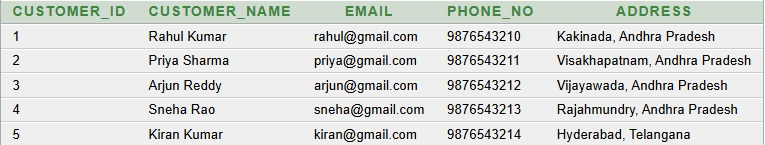 CUSTOMER_ID CUSTOMER_NAME EMAIL PHONE_NO ADDRESS
1 Rahul Kumar rahul@gmail.com 9876543210 Kakinada, Andhra Pradesh
2 Priya Sharma priya@gmail.com 9876543211 Visakhapatnam, Andhra Pradesh
3 Arjun Reddy arjun@gmail.com 9876543212 Vijayawada, Andhra Pradesh
4 Sneha Rao sneha@gmail.com 9876543213 Rajahmundry, Andhra Pradesh
5 Kiran Kumar kiran@gmail.com 9876543214 Hyderabad, Telangana